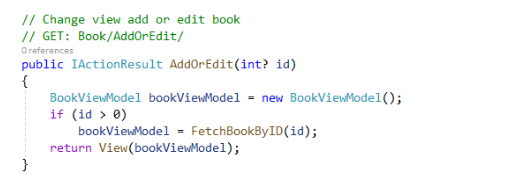 // Change view add or edit book
// GET: Book/AddOrEdit/
0 references
public IActionResult AddOrEdit(int? id)
{
    BookViewModel bookViewModel = new BookViewModel();
    if (id > 0)
        bookViewModel = FetchBookByID(id);
    return View(bookViewModel);
}